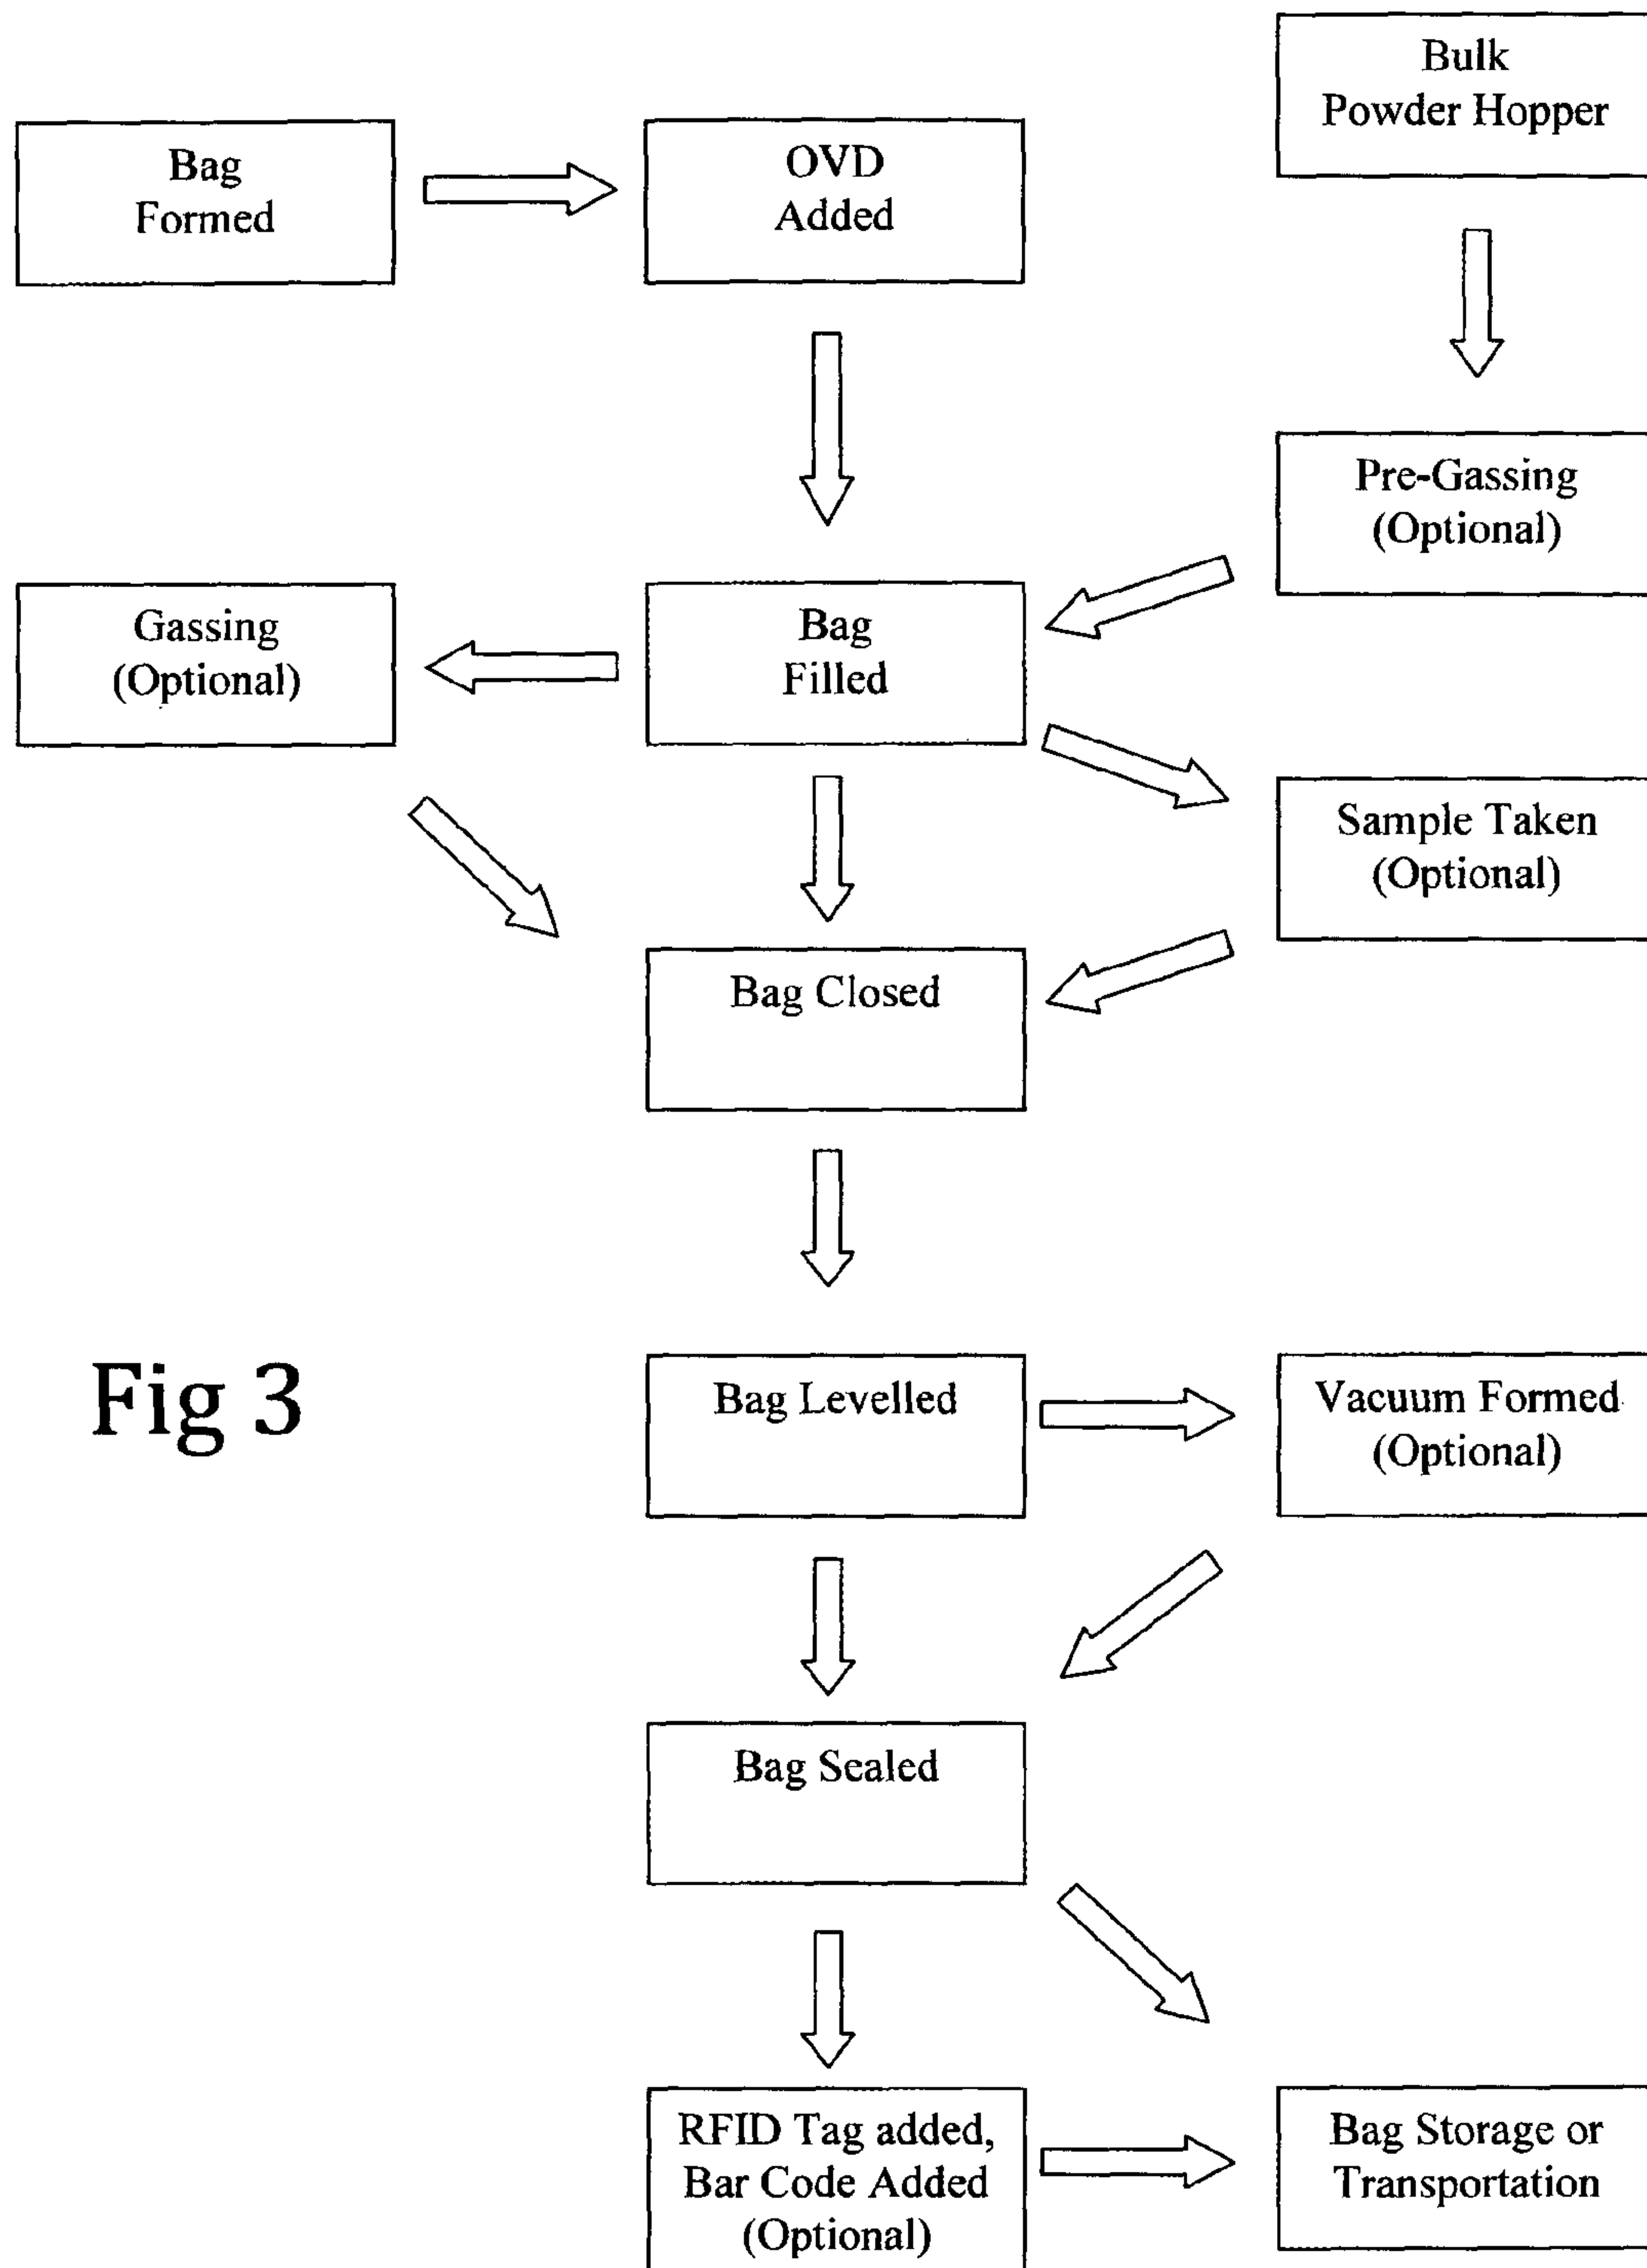 Bulk
Powder Hopper
Bag
Formed
OVD
Added
Pre-Gassing
(Optional)
Gassing
(Optional)
Bag
Filled
Sample Taken
(Optional)
Bag Closed
Fig 3
Bag Levelled
Vacuum Formed
(Optional)
Bag Sealed
RFID Tag added,
Bar Code Added
(Optional)
Bag Storage or
Transportation